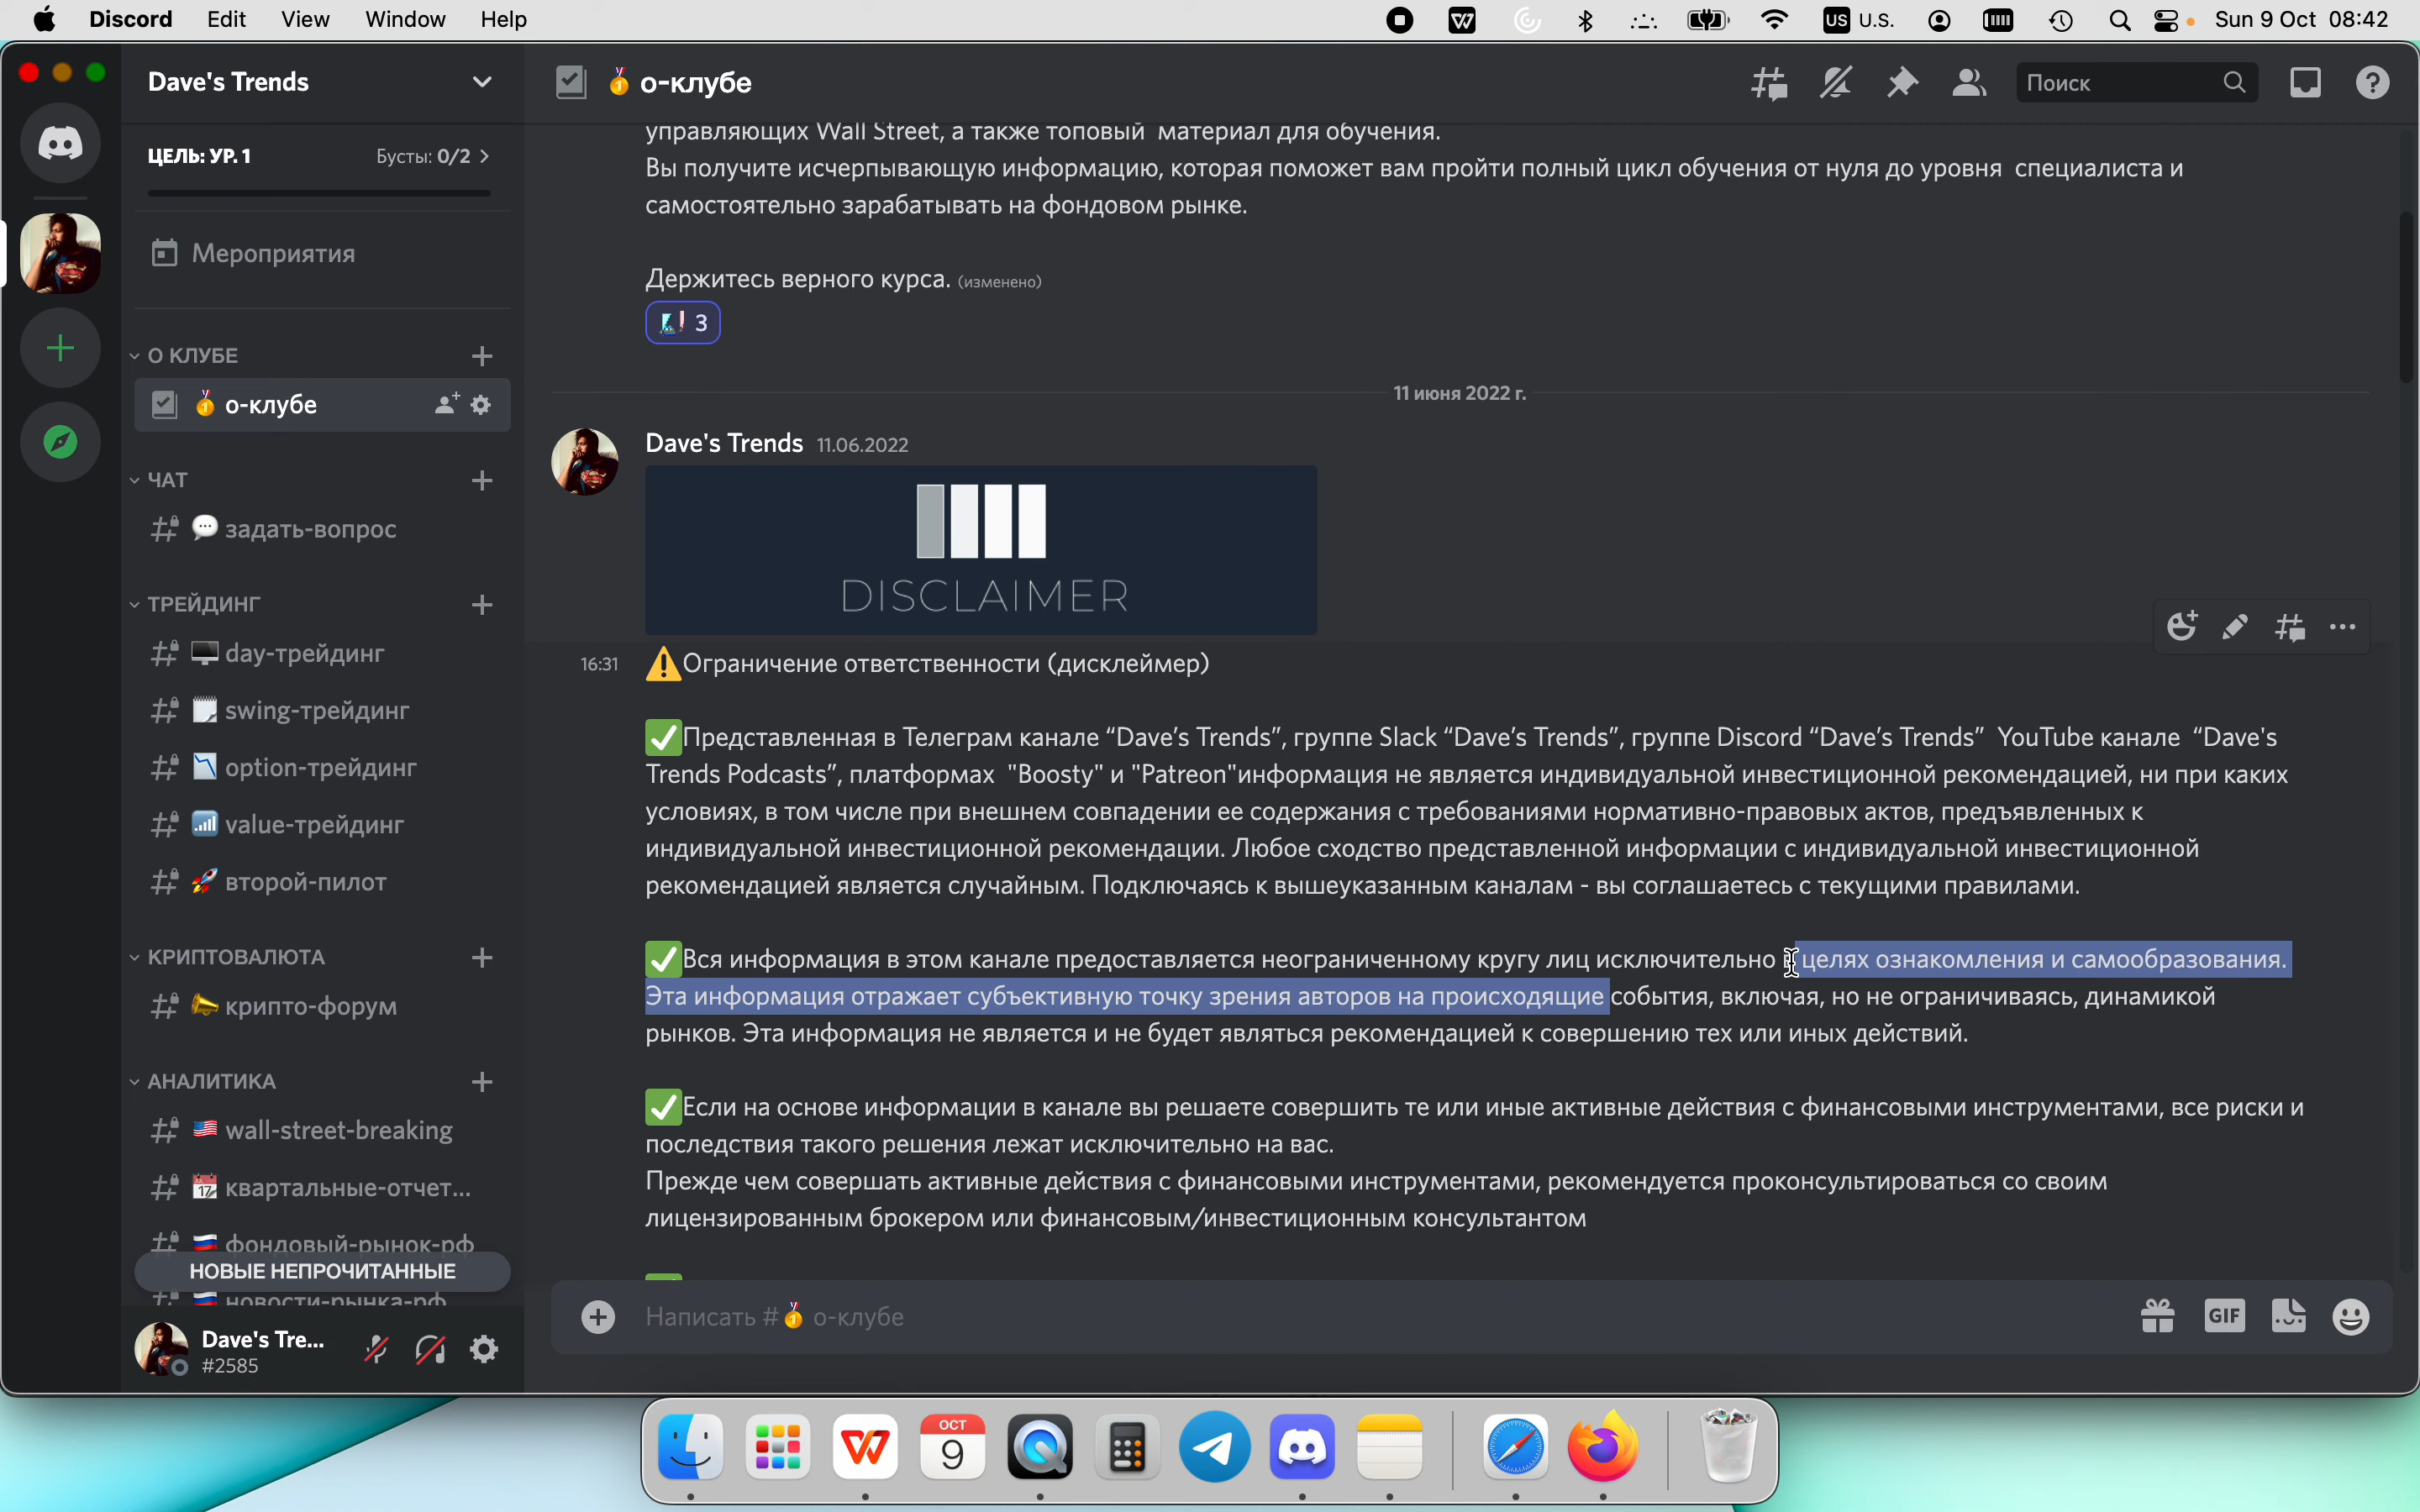 Discord Edit View Window Help
US U.S. Sun 9 Oct 08:42
Dave's Trends
🥇 о-клубе
Поиск
ЦЕЛЬ: УР. 1 Бусты: 0/2
Мероприятия
О КЛУБЕ
🥇 о-клубе
ЧАТ
💬 задать-вопрос
ТРЕЙДИНГ
day-трейдинг
swing-трейдинг
option-трейдинг
value-трейдинг
🚀 второй-пилот
КРИПТОВАЛЮТА
крипто-форум
АНАЛИТИКА
wall-street-breaking
квартальные-отчет...
фондовый-рынок-рф
НОВЫЕ НЕПРОЧИТАННЫЕ
новости-рынка-рф
Dave's Tre...
#2585
управляющих Wall Street, а также топовый материал для обучения.
Вы получите исчерпывающую информацию, которая поможет вам пройти полный цикл обучения от нуля до уровня специалиста и
самостоятельно зарабатывать на фондовом рынке.
Держитесь верного курса. (изменено)
3
11 июня 2022 г.
Dave's Trends 11.06.2022
DISCLAIMER
16:31 ⚠️Ограничение ответственности (дисклеймер)
✅Представленная в Телеграм канале “Dave’s Trends”, группе Slack “Dave’s Trends”, группе Discord “Dave’s Trends” YouTube канале “Dave's
Trends Podcasts”, платформах "Boosty" и "Patreon"информация не является индивидуальной инвестиционной рекомендацией, ни при каких
условиях, в том числе при внешнем совпадении ее содержания с требованиями нормативно-правовых актов, предъявленных к
индивидуальной инвестиционной рекомендации. Любое сходство представленной информации с индивидуальной инвестиционной
рекомендацией является случайным. Подключаясь к вышеуказанным каналам - вы соглашаетесь с текущими правилами.
✅Вся информация в этом канале предоставляется неограниченному кругу лиц исключительно в целях ознакомления и самообразования.
Эта информация отражает субъективную точку зрения авторов на происходящие события, включая, но не ограничиваясь, динамикой
рынков. Эта информация не является и не будет являться рекомендацией к совершению тех или иных действий.
✅Если на основе информации в канале вы решаете совершить те или иные активные действия с финансовыми инструментами, все риски и
последствия такого решения лежат исключительно на вас.
Прежде чем совершать активные действия с финансовыми инструментами, рекомендуется проконсультироваться со своим
лицензированным брокером или финансовым/инвестиционным консультантом
Написать #🥇 о-клубе
GIF
OCT
9